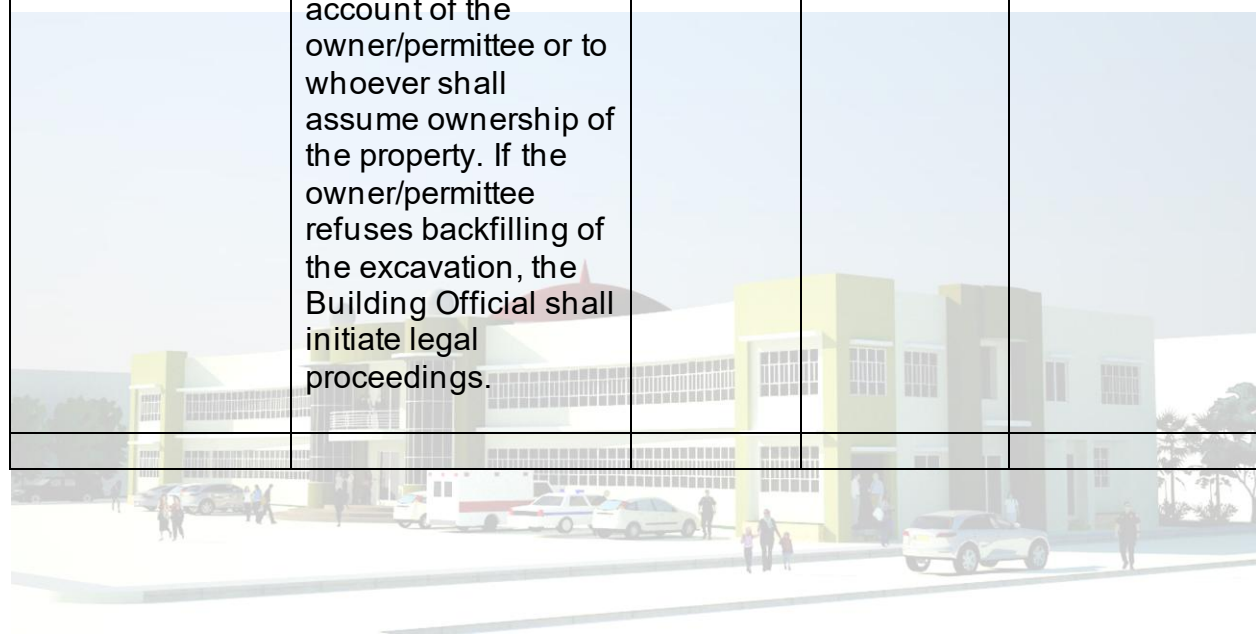 account of the
owner/permittee or to
whoever shall
assume ownership of
the property. If the
owner/permittee
refuses backfilling of
the excavation, the
Building Official shall
initiate legal
proceedings.